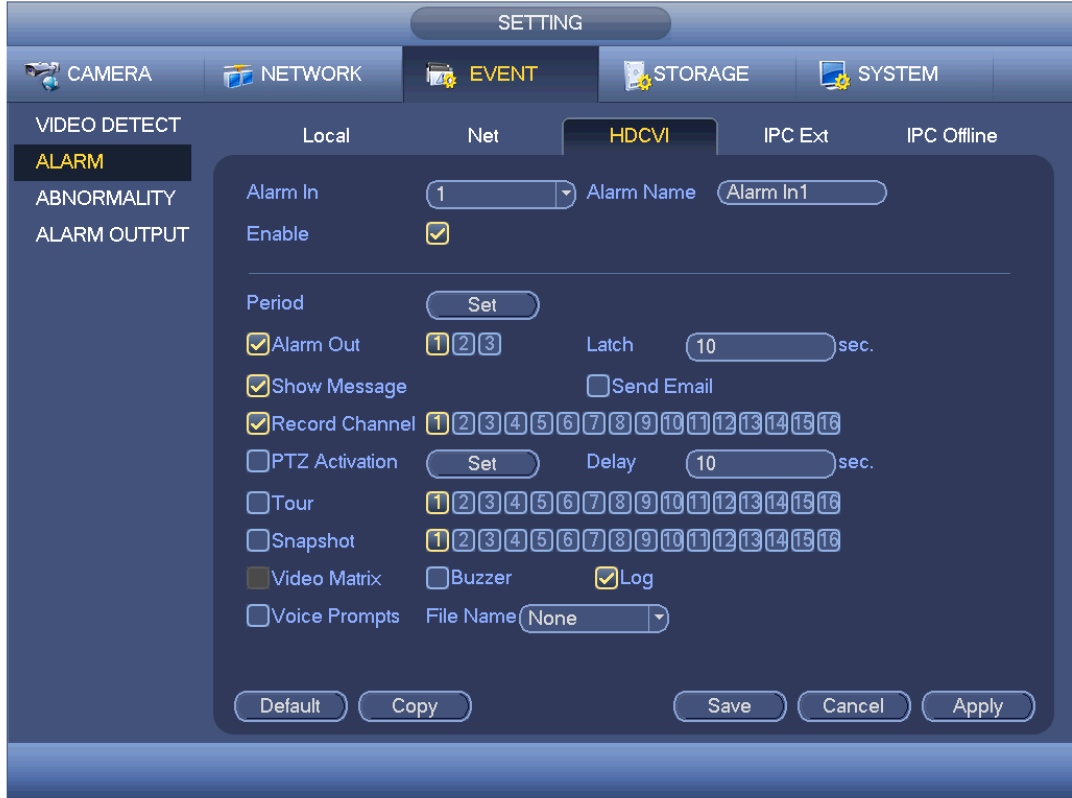 SETTING
CAMERA NETWORK EVENT STORAGE SYSTEM
VIDEO DETECT
ALARM
ABNORMALITY
ALARM OUTPUT
Local Net HDCVI IPC Ext IPC Offline
Alarm In 1 Alarm Name Alarm In1
Enable
Period Set
Alarm Out 1 2 3 Latch 10 sec.
Show Message Send Email
Record Channel 1 2 3 4 5 6 7 8 9 10 11 12 13 14 15 16
PTZ Activation Set Delay 10 sec.
Tour 1 2 3 4 5 6 7 8 9 10 11 12 13 14 15 16
Snapshot 1 2 3 4 5 6 7 8 9 10 11 12 13 14 15 16
Video Matrix Buzzer Log
Voice Prompts File Name None
Default Copy Save Cancel Apply